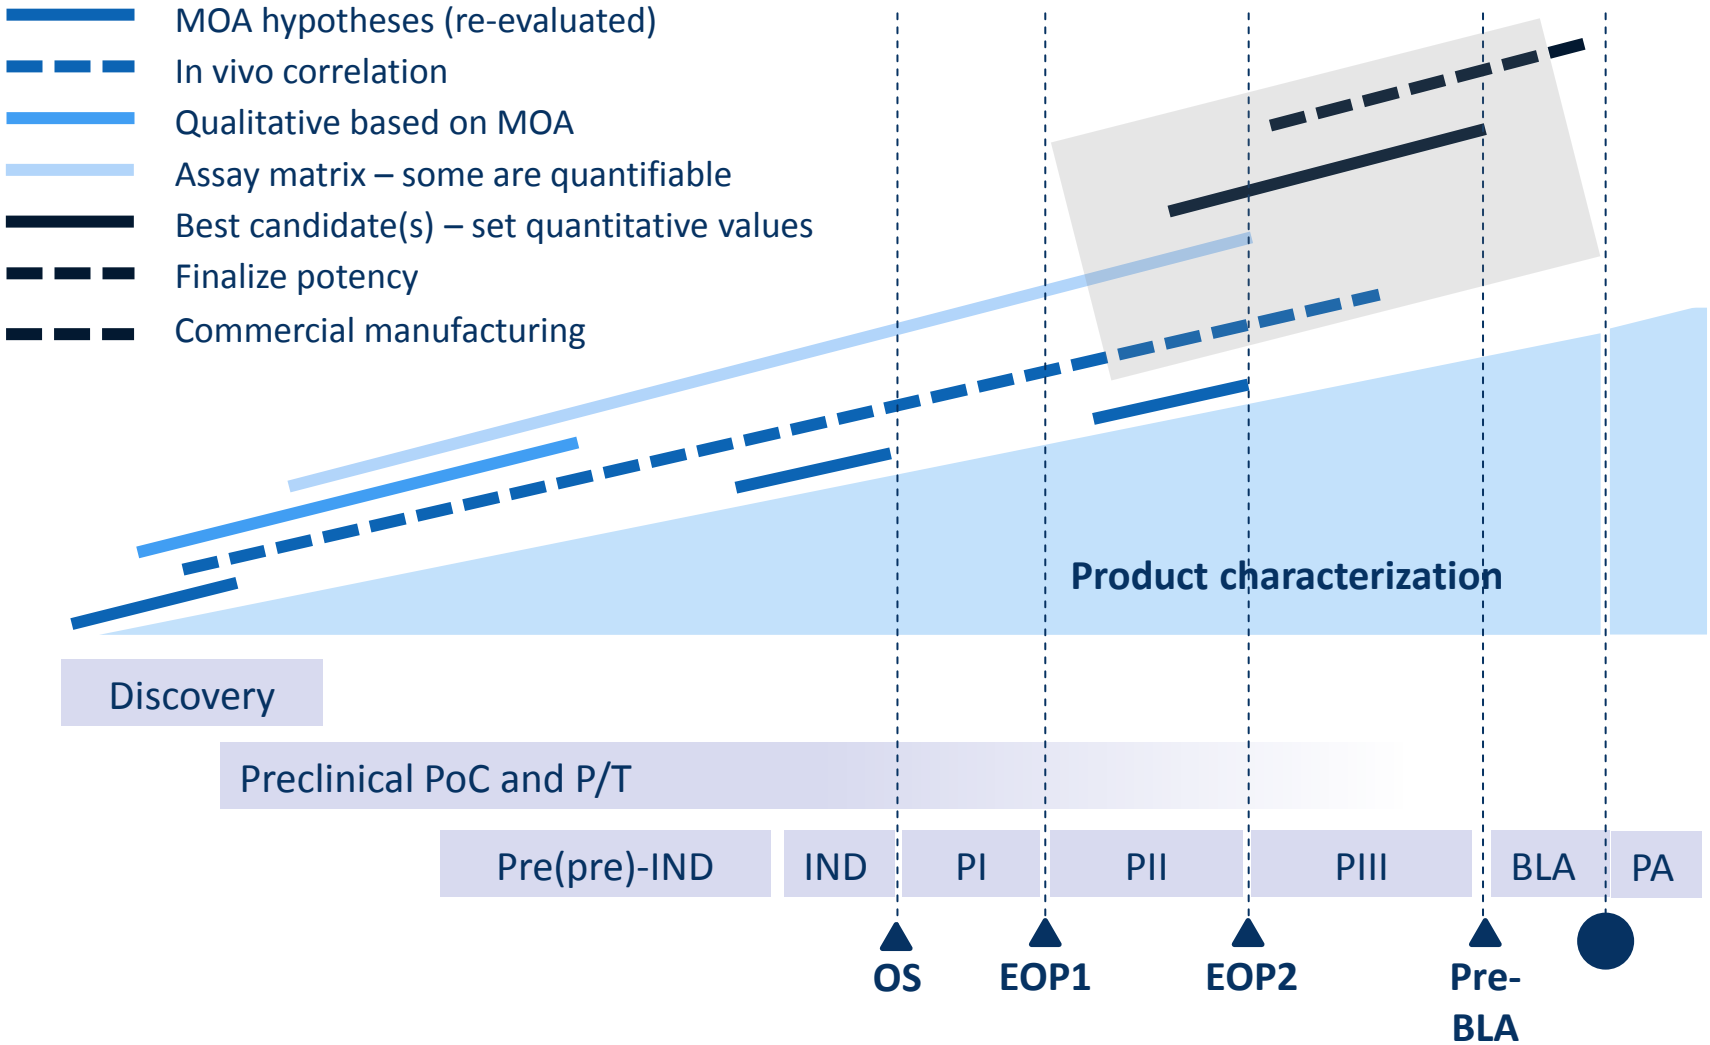 MOA hypotheses (re-evaluated)
In vivo correlation
Qualitative based on MOA
Assay matrix – some are quantifiable
Best candidate(s) – set quantitative values
Finalize potency
Commercial manufacturing
Product characterization
Discovery
Preclinical PoC and P/T
Pre(pre)-IND
IND
PI
PII
PIII
BLA
PA
OS
EOP1
EOP2
Pre-
BLA